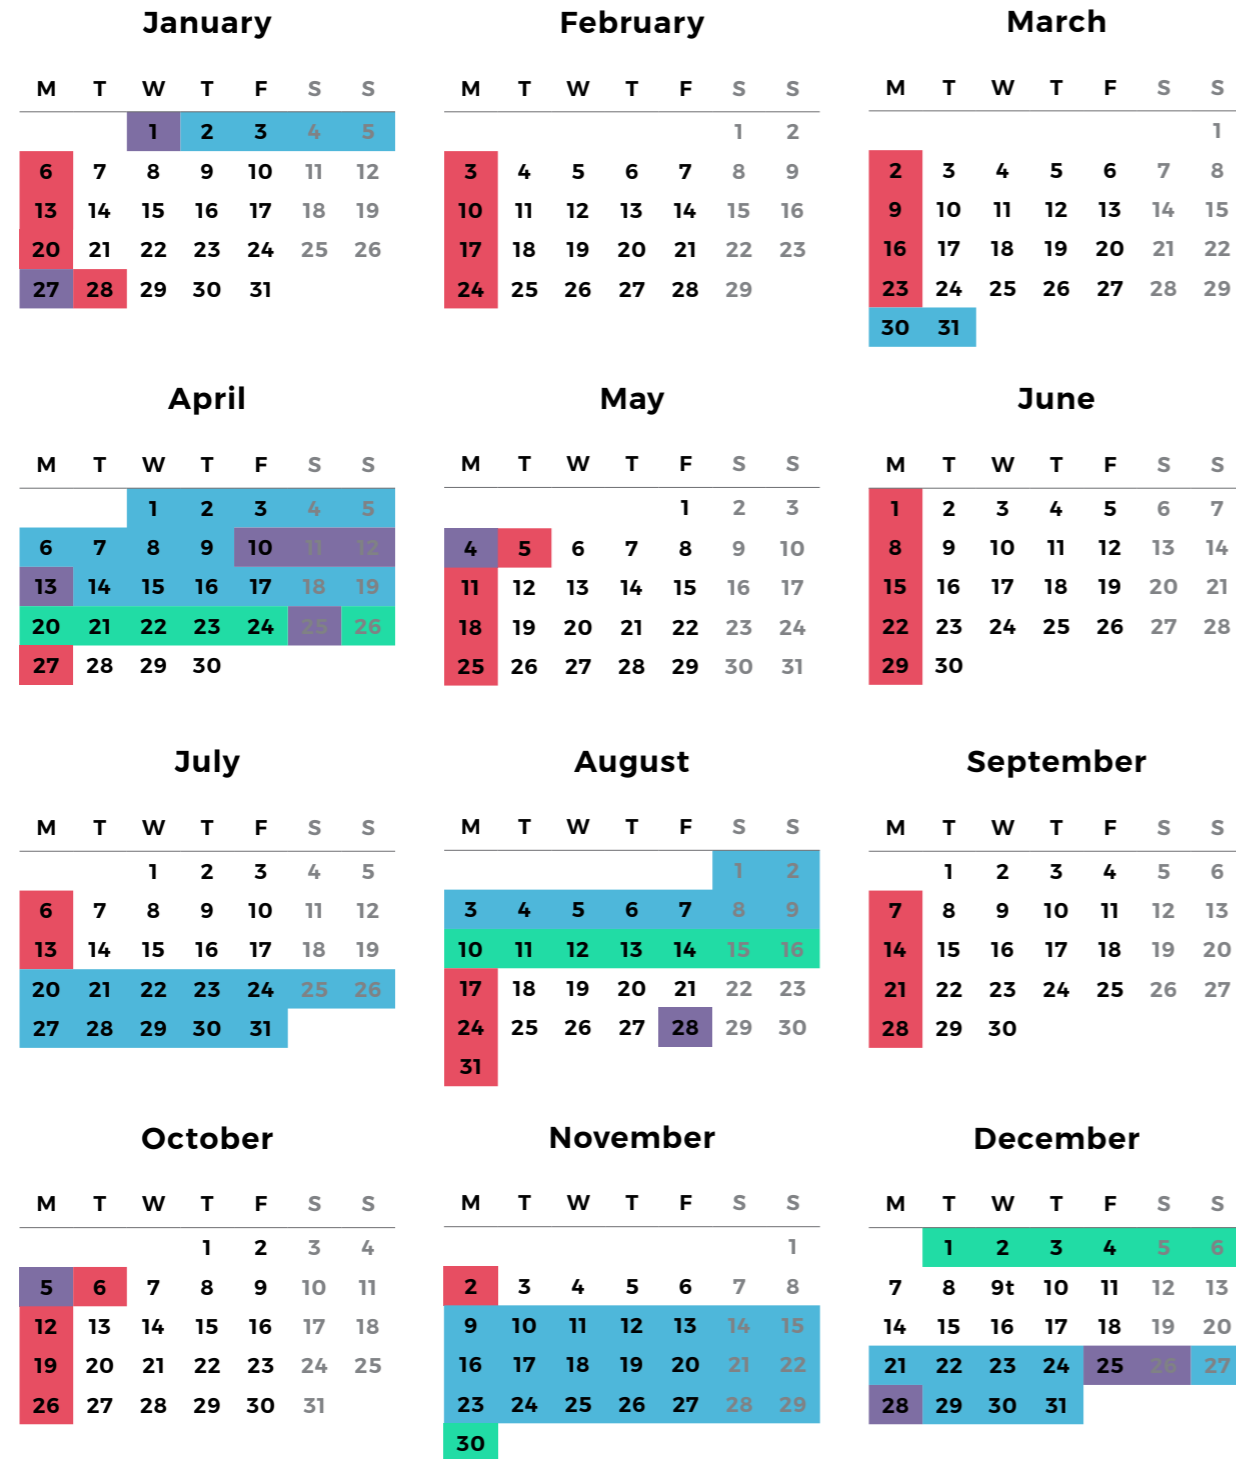 January
M T W T F S S
1 2 3 4 5
6 7 8 9 10 11 12
13 14 15 16 17 18 19
20 21 22 23 24 25 26
27 28 29 30 31
February
M T W T F S S
1 2
3 4 5 6 7 8 9
10 11 12 13 14 15 16
17 18 19 20 21 22 23
24 25 26 27 28 29
March
M T W T F S S
1
2 3 4 5 6 7 8
9 10 11 12 13 14 15
16 17 18 19 20 21 22
23 24 25 26 27 28 29
30 31
April
M T W T F S S
1 2 3 4 5
6 7 8 9 10 11 12
13 14 15 16 17 18 19
20 21 22 23 24 25 26
27 28 29 30
May
M T W T F S S
1 2 3
4 5 6 7 8 9 10
11 12 13 14 15 16 17
18 19 20 21 22 23 24
25 26 27 28 29 30 31
June
M T W T F S S
1 2 3 4 5 6 7
8 9 10 11 12 13 14
15 16 17 18 19 20 21
22 23 24 25 26 27 28
29 30
July
M T W T F S S
1 2 3 4 5
6 7 8 9 10 11 12
13 14 15 16 17 18 19
20 21 22 23 24 25 26
27 28 29 30 31
August
M T W T F S S
1 2
3 4 5 6 7 8 9
10 11 12 13 14 15 16
17 18 19 20 21 22 23
24 25 26 27 28 29 30
31
September
M T W T F S S
1 2 3 4 5 6
7 8 9 10 11 12 13
14 15 16 17 18 19 20
21 22 23 24 25 26 27
28 29 30
October
M T W T F S S
1 2 3 4
5 6 7 8 9 10 11
12 13 14 15 16 17 18
19 20 21 22 23 24 25
26 27 28 29 30 31
November
M T W T F S S
1
2 3 4 5 6 7 8
9 10 11 12 13 14 15
16 17 18 19 20 21 22
23 24 25 26 27 28 29
30
December
M T W T F S S
1 2 3 4 5 6
7 8 9t 10 11 12 13
14 15 16 17 18 19 20
21 22 23 24 25 26 27
28 29 30 31